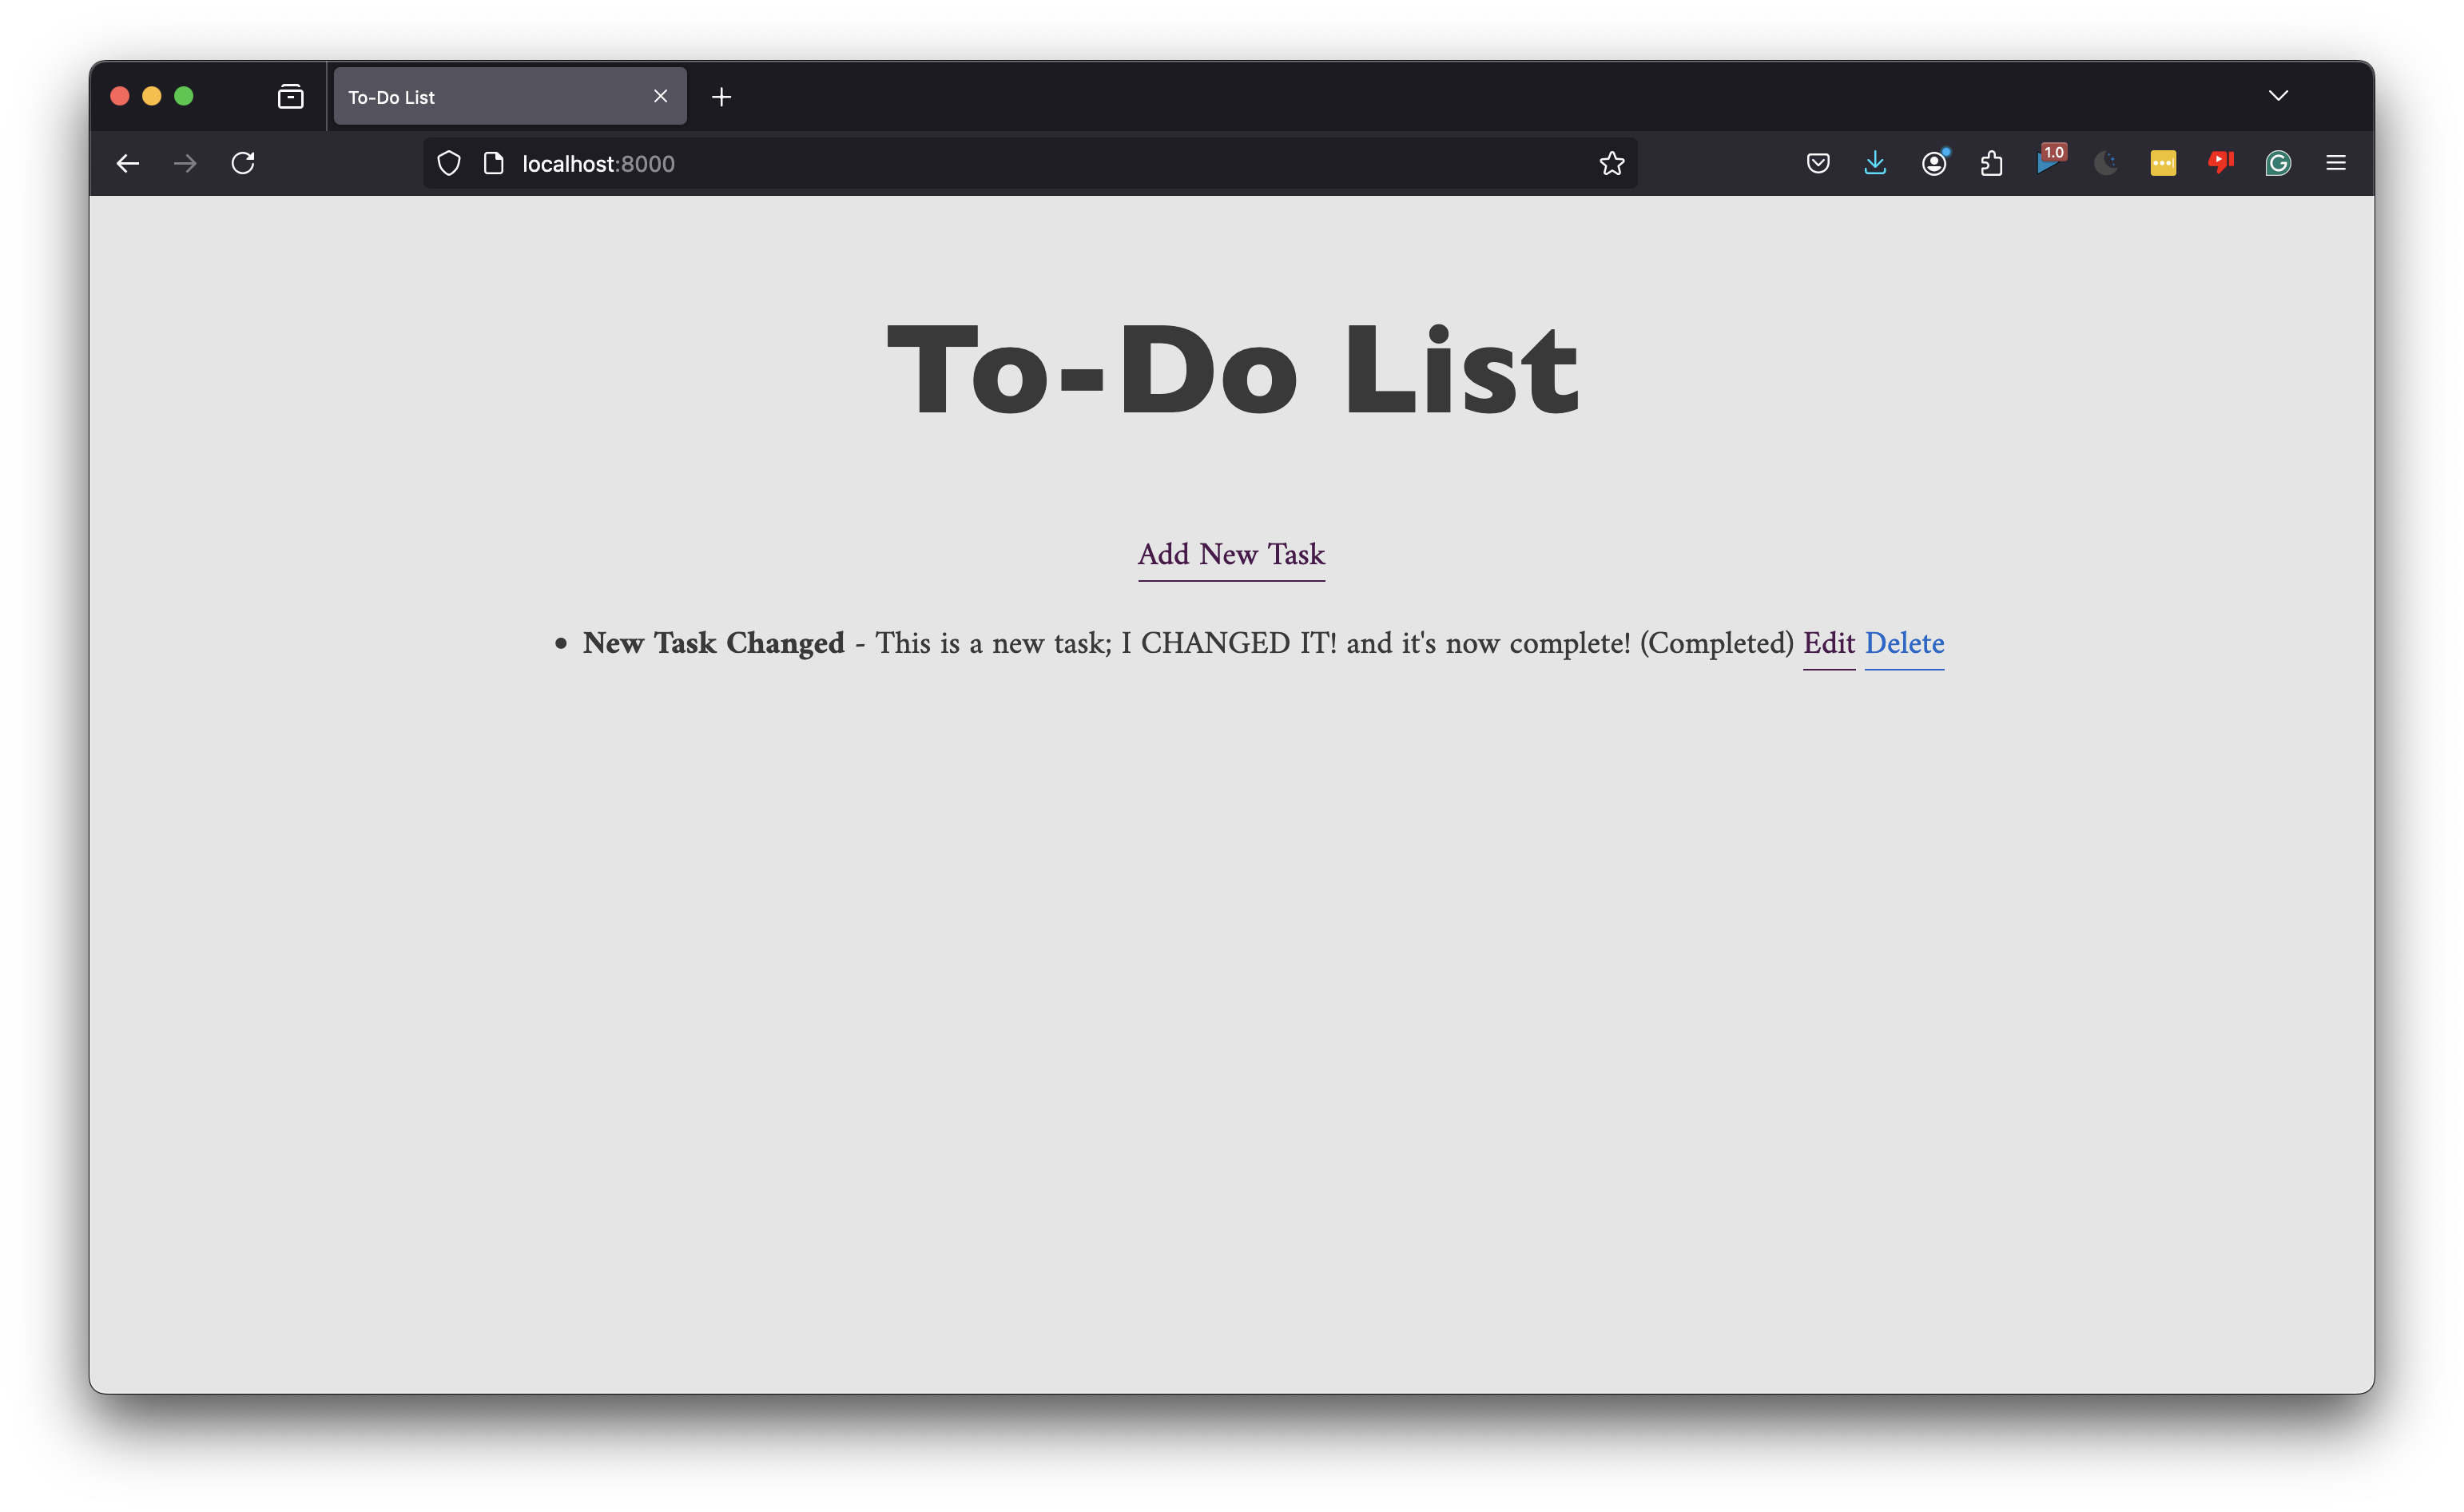 To-Do List
localhost:8000
1.0
To-Do List
Add New Task
• New Task Changed - This is a new task; I CHANGED IT! and it's now complete! (Completed) Edit Delete